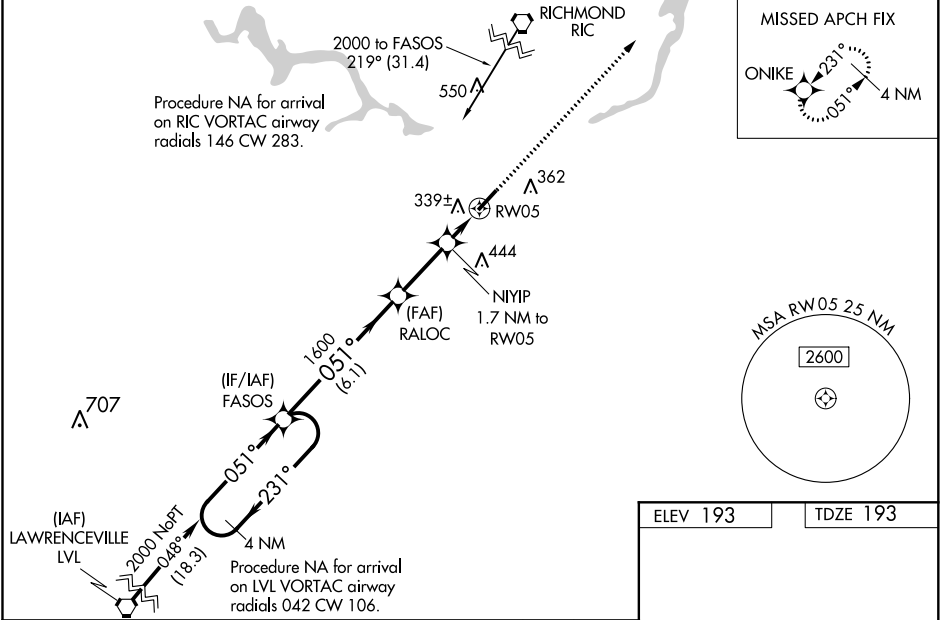 RICHMOND
RIC
2000 to FASOS
219° (31.4)
550
Procedure NA for arrival
on RIC VORTAC airway
radials 146 CW 283.
MISSED APCH FIX
ONIKE
231°
051°
4 NM
362
339±
RW05
444
NIYIP
1.7 NM to
RW05
(FAF)
RALOC
1600
051°
(6.1)
(IF/IAF)
FASOS
707
051°
231°
4 NM
(IAF)
LAWRENCEVILLE
LVL
2000 NoPT
048°
(18.3)
Procedure NA for arrival
on LVL VORTAC airway
radials 042 CW 106.
MSA RW05 25 NM
2600
ELEV 193
TDZE 193